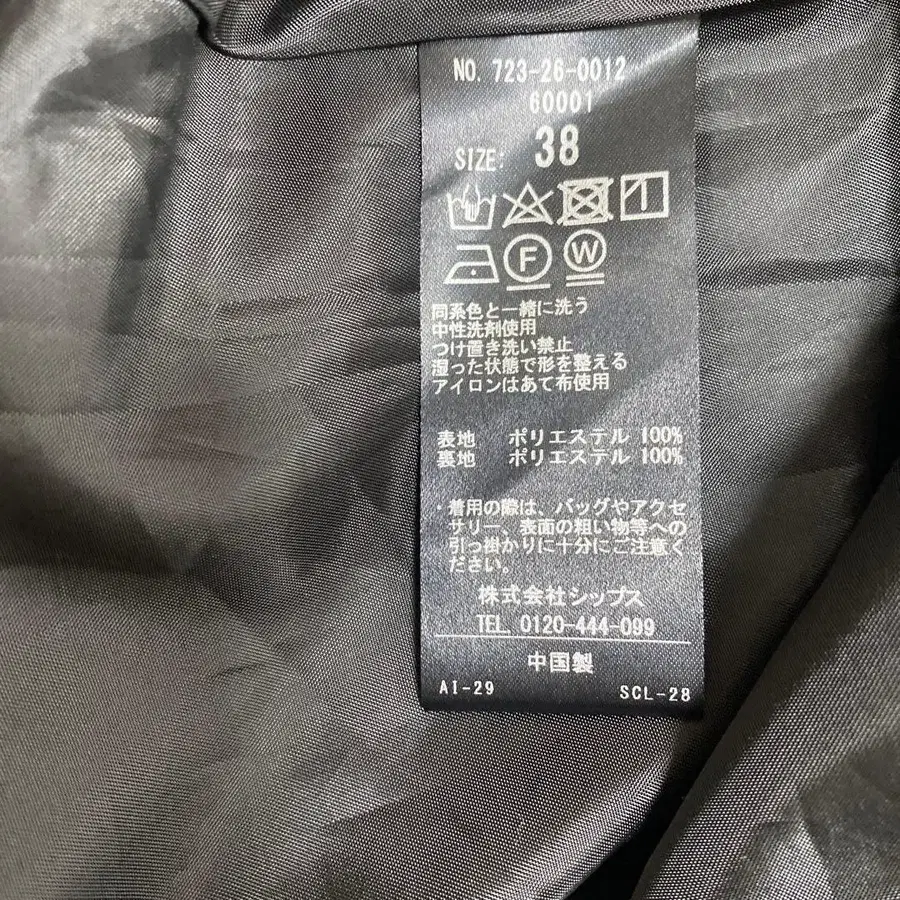 NO. 723-26-0012
60001
SIZE: 38
F W
同系色と一緒に洗う
中性洗剤使用
つけ置き洗い禁止
湿った状態で形を整える
アイロンはあて布使用
表地 ポリエステル 100%
裏地 ポリエステル 100%
・着用の際は、バッグやアクセ
サリー、表面の粗い物等への
引っ掛かりに十分にご注意く
ださい。
株式会社シップス
TEL 0120-444-099
中国製
AI-29 SCL-28